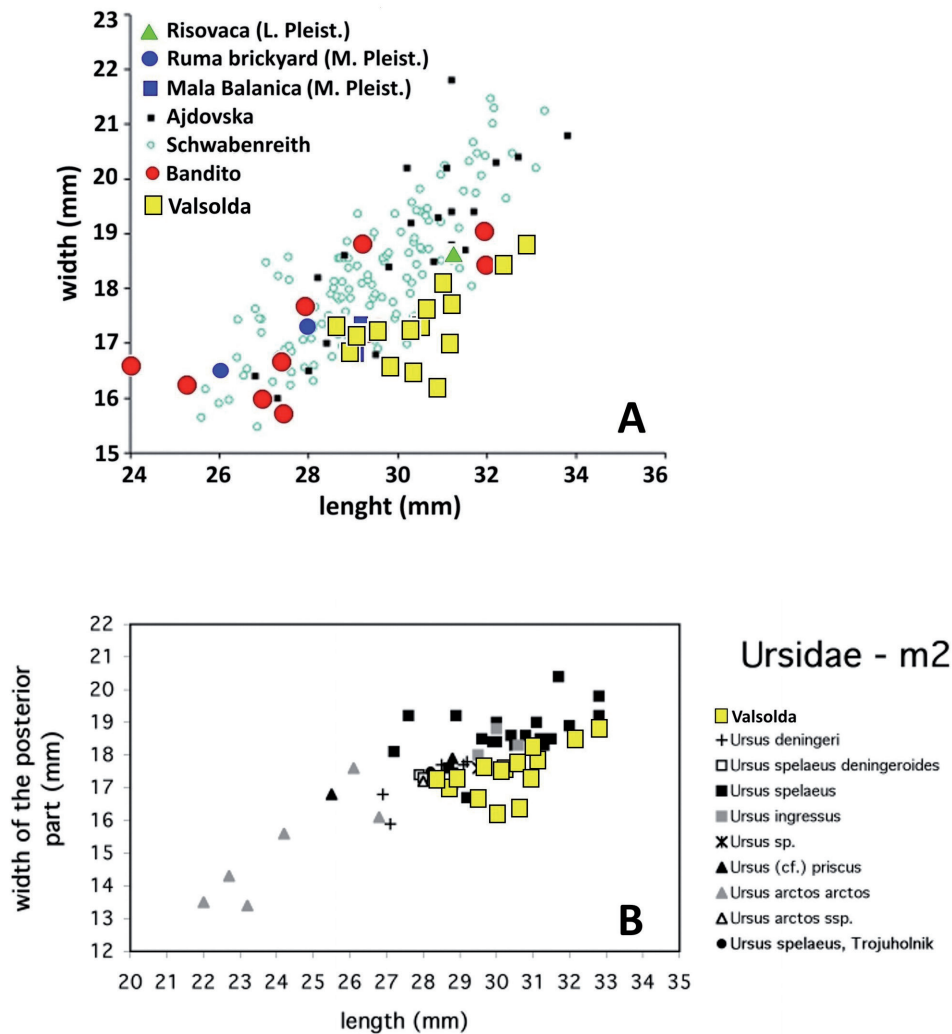 23
22
21
20
19
18
17
16
15
width (mm)
Risovaca (L. Pleist.)
Ruma brickyard (M. Pleist.)
Mala Balanica (M. Pleist.)
Ajdovska
Schwabenreith
Bandito
Valsolda
A
24 26 28 30 32 34 36
lenght (mm)
22
21
20
19
18
17
16
15
14
13
12
width of the posterior
part (mm)
B
20 21 22 23 24 25 26 27 28 29 30 31 32 33 34 35
length (mm)
Ursidae - m2
Valsolda
Ursus deningeri
Ursus spelaeus deningeroides
Ursus spelaeus
Ursus ingressus
Ursus sp.
Ursus (cf.) priscus
Ursus arctos arctos
Ursus arctos ssp.
Ursus spelaeus, Trojuholnik